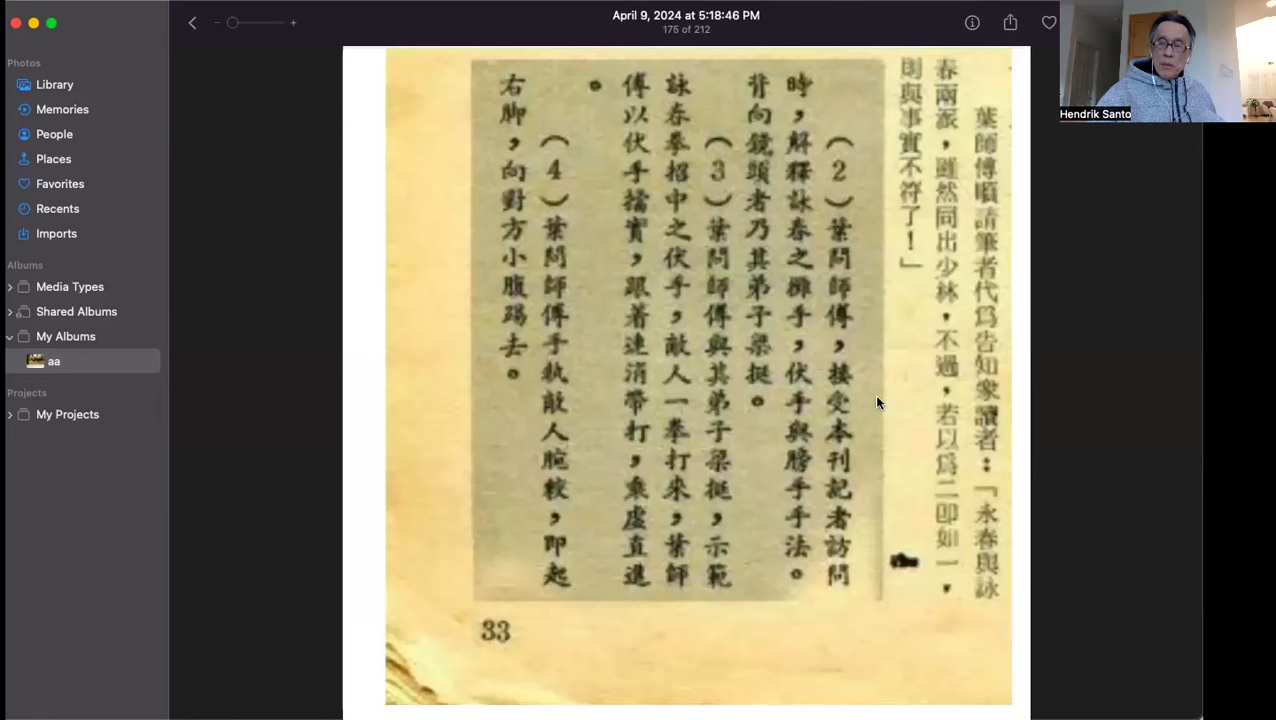 April 9, 2024 at 5:18:46 PM
175 of 212
Photos
Library
Memories
People
Places
Favorites
Recents
Imports
Albums
Media Types
Shared Albums
My Albums
aa
Projects
My Projects
Hendrik Santo
葉師傅囑請筆者代爲告知衆讀者：「永春與詠
春兩派，雖然同出少林，不過，若以爲二即如一，
則與事實不符了！」
（2）葉問師傅，接受本刊記者訪問
時，解釋詠春之攤手，伏手與膀手手法。
背向鏡頭者乃其弟子梁挺。
（3）葉問師傅與其弟子梁挺，示範
詠春拳招中之伏手，敵人一拳打來，葉師
傅以伏手擋實，跟著連消帶打，乘虛直進
。
（4）葉問師傅手執敵人腕骹，即起
右脚，向對方小腹踢去。
33